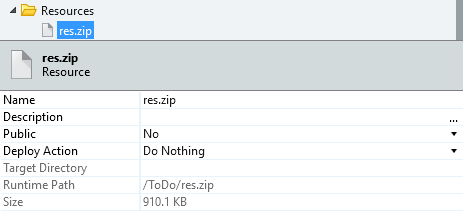 Resources
res.zip
res.zip
Resource
Name res.zip
Description ...
Public No
Deploy Action Do Nothing
Target Directory
Runtime Path /ToDo/res.zip
Size 910.1 KB